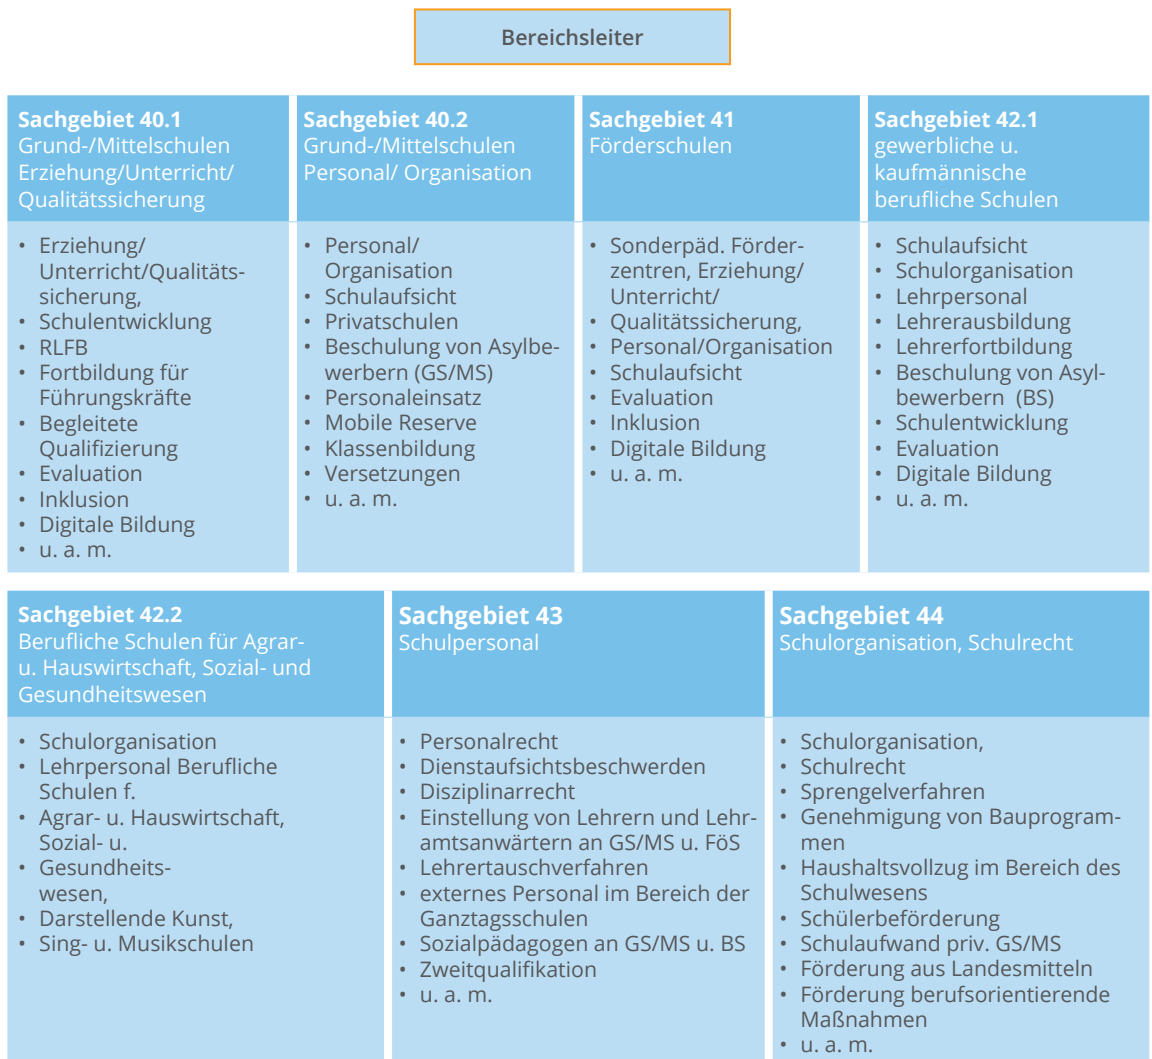 Bereichsleiter
Sachgebiet 40.1
Grund-/Mittelschulen
Erziehung/Unterricht/
Qualitätssicherung
• Erziehung/
Unterricht/Qualitäts-
sicherung,
• Schulentwicklung
• RLFB
• Fortbildung für
Führungskräfte
• Begleitete
Qualifizierung
• Evaluation
• Inklusion
• Digitale Bildung
• u. a. m.
Sachgebiet 40.2
Grund-/Mittelschulen
Personal/ Organisation
• Personal/
Organisation
• Schulaufsicht
• Privatschulen
• Beschulung von Asylbe-
werbern (GS/MS)
• Personaleinsatz
• Mobile Reserve
• Klassenbildung
• Versetzungen
• u. a. m.
Sachgebiet 41
Förderschulen
• Sonderpäd. Förder-
zentren, Erziehung/
Unterricht/
• Qualitätssicherung,
• Personal/Organisation
• Schulaufsicht
• Evaluation
• Inklusion
• Digitale Bildung
• u. a. m.
Sachgebiet 42.1
gewerbliche u.
kaufmännische
berufliche Schulen
• Schulaufsicht
• Schulorganisation
• Lehrpersonal
• Lehrerausbildung
• Lehrerfortbildung
• Beschulung von Asyl-
bewerbern (BS)
• Schulentwicklung
• Evaluation
• Digitale Bildung
• u. a. m.
Sachgebiet 42.2
Berufliche Schulen für Agrar-
u. Hauswirtschaft, Sozial- und
Gesundheitswesen
• Schulorganisation
• Lehrpersonal Berufliche
Schulen f.
• Agrar- u. Hauswirtschaft,
Sozial- u.
• Gesundheits-
wesen,
• Darstellende Kunst,
• Sing- u. Musikschulen
Sachgebiet 43
Schulpersonal
• Personalrecht
• Dienstaufsichtsbeschwerden
• Disziplinarrecht
• Einstellung von Lehrern und Lehr-
amtsanwärtern an GS/MS u. FöS
• Lehrertauschverfahren
• externes Personal im Bereich der
Ganztagsschulen
• Sozialpädagogen an GS/MS u. BS
• Zweitqualifikation
• u. a. m.
Sachgebiet 44
Schulorganisation, Schulrecht
• Schulorganisation,
• Schulrecht
• Sprengelverfahren
• Genehmigung von Bauprogram-
men
• Haushaltsvollzug im Bereich des
Schulwesens
• Schülerbeförderung
• Schulaufwand priv. GS/MS
• Förderung aus Landesmitteln
• Förderung berufsorientierende
Maßnahmen
• u. a. m.